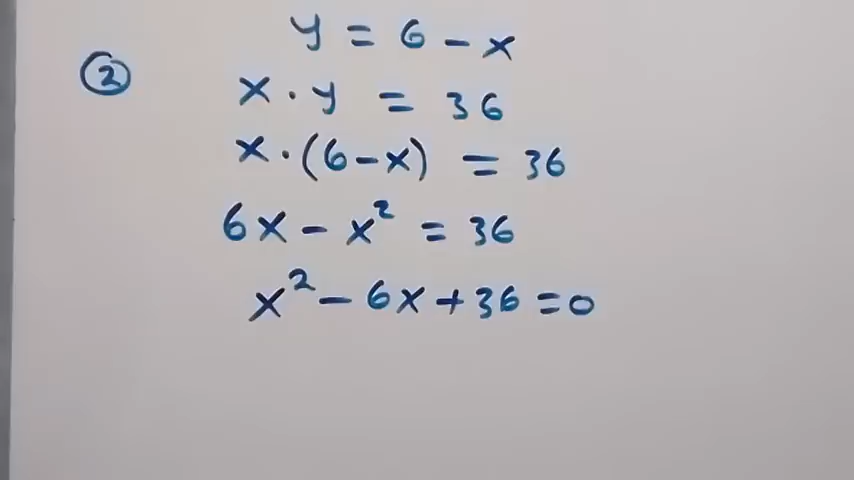 y = 6 - x
② x · y = 36
x · (6 - x) = 36
6x - x² = 36
x² - 6x + 36 = 0